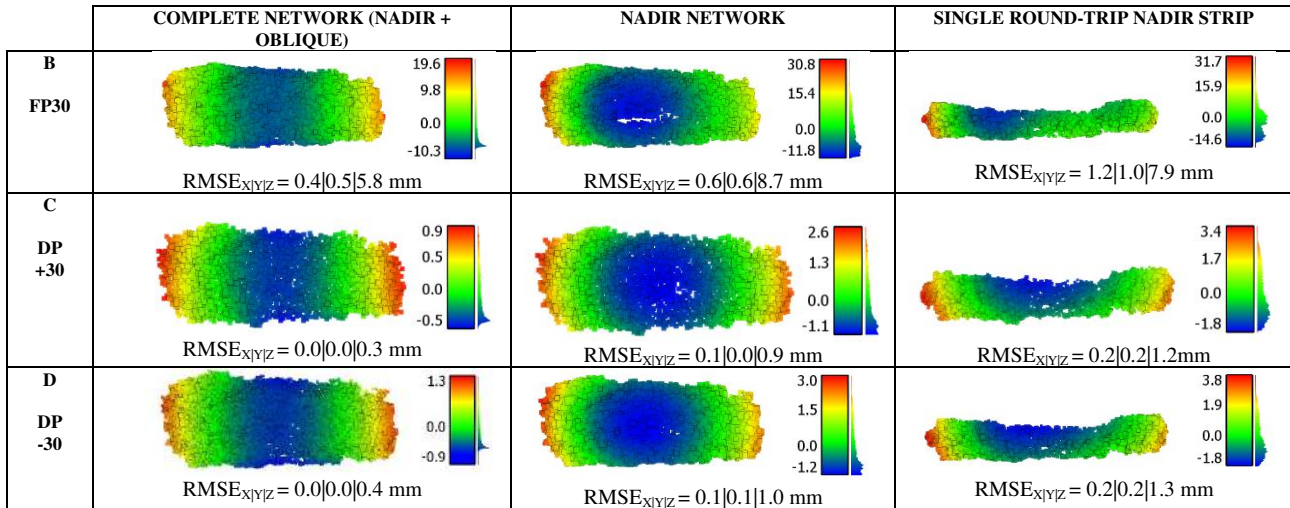 COMPLETE NETWORK (NADIR +
OBLIQUE)
NADIR NETWORK
SINGLE ROUND-TRIP NADIR STRIP
B
FP30
19.6
9.8
0.0
-10.3
RMSEX|Y|Z = 0.4|0.5|5.8 mm
30.8
15.4
0.0
-11.8
RMSEX|Y|Z = 0.6|0.6|8.7 mm
31.7
15.9
0.0
-14.6
RMSEX|Y|Z = 1.2|1.0|7.9 mm
C
DP
+30
0.9
0.5
0.0
-0.5
RMSEX|Y|Z = 0.0|0.0|0.3 mm
2.6
1.3
0.0
-1.1
RMSEX|Y|Z = 0.1|0.0|0.9 mm
3.4
1.7
0.0
-1.8
RMSEX|Y|Z = 0.2|0.2|1.2mm
D
DP
-30
1.3
0.0
-0.9
RMSEX|Y|Z = 0.0|0.0|0.4 mm
3.0
1.5
0.0
-1.2
RMSEX|Y|Z = 0.1|0.1|1.0 mm
3.8
1.9
0.0
-1.8
RMSEX|Y|Z = 0.2|0.2|1.3 mm